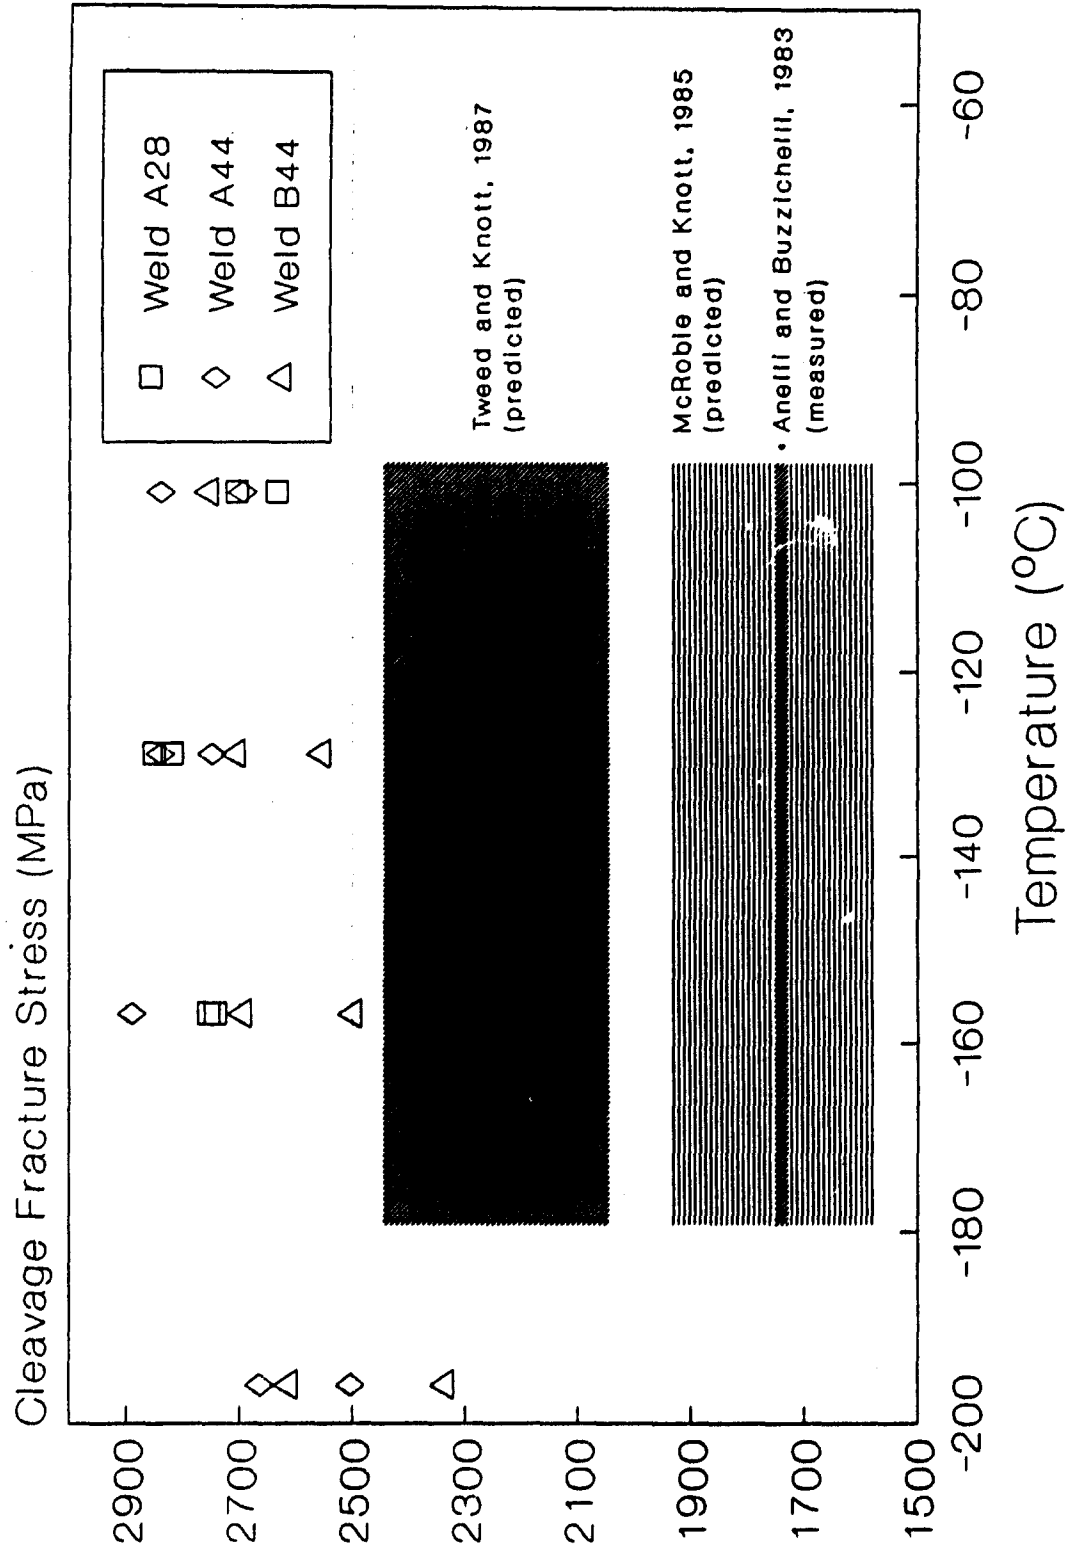 Cleavage Fracture Stress (MPa)
2900
2700
2500
2300
2100
1900
1700
1500
Weld A28
Weld A44
Weld B44
Tweed and Knott, 1987
(predicted)
McRobie and Knott, 1985
(predicted)
• Anelli and Buzzichelli, 1983
(measured)
-200
-180
-160
-140
-120
-100
-80
-60
Temperature (°C)